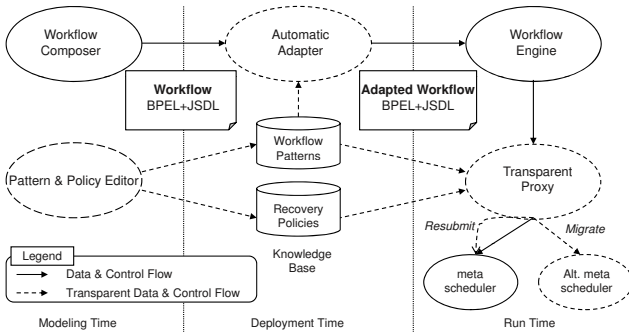 Workflow
Composer
Automatic
Adapter
Workflow
Engine
Workflow
BPEL+JSDL
Adapted Workflow
BPEL+JSDL
Workflow
Patterns
Pattern & Policy Editor
Transparent
Proxy
Recovery
Policies
Resubmit
Migrate
Knowledge
Base
Legend
Data & Control Flow
Transparent Data & Control Flow
meta
scheduler
Alt. meta
scheduler
Modeling Time
Deployment Time
Run Time